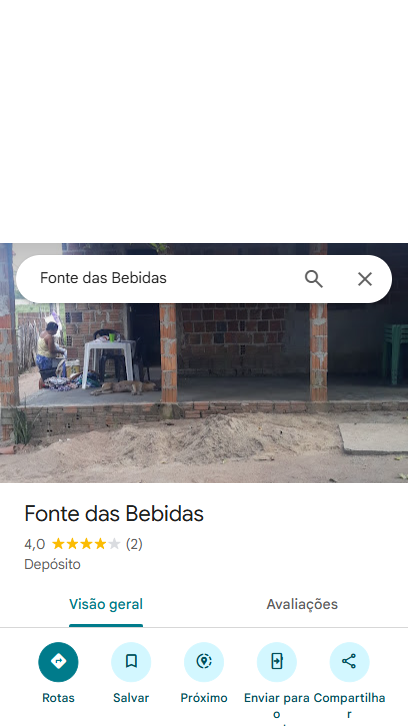 Fonte das Bebidas
Fonte das Bebidas
4,0 (2)
Depósito
Visão geral Avaliações
Rotas Salvar Próximo Enviar para o Compartilhar